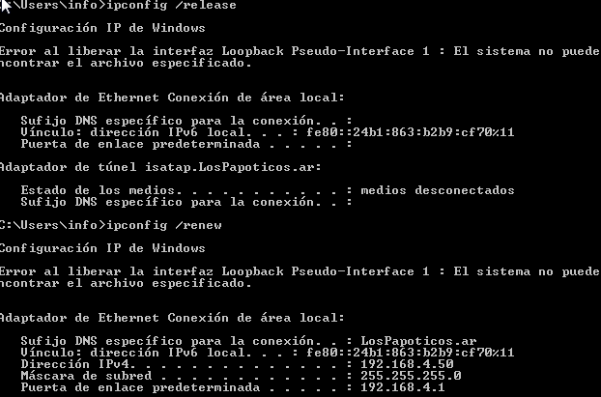 :\Users\info>ipconfig /release
Configuración IP de Windows
Error al liberar la interfaz Loopback Pseudo-Interface 1 : El sistema no puede
ncontrar el archivo especificado.
Adaptador de Ethernet Conexión de área local:
Sufijo DNS específico para la conexión. . :
Vínculo: dirección IPv6 local. . . : fe80::24b1:863:b2b9:cf70%11
Puerta de enlace predeterminada . . . . . :
Adaptador de túnel isatap.LosPapoticos.ar:
Estado de los medios. . . . . . . . . . . : medios desconectados
Sufijo DNS específico para la conexión. . :
C:\Users\info>ipconfig /renew
Configuración IP de Windows
Error al liberar la interfaz Loopback Pseudo-Interface 1 : El sistema no puede
ncontrar el archivo especificado.
Adaptador de Ethernet Conexión de área local:
Sufijo DNS específico para la conexión. . : LosPapoticos.ar
Vínculo: dirección IPv6 local. . . : fe80::24b1:863:b2b9:cf70%11
Dirección IPv4. . . . . . . . . . . . . . : 192.168.4.50
Máscara de subred . . . . . . . . . . . . : 255.255.255.0
Puerta de enlace predeterminada . . . . . : 192.168.4.1